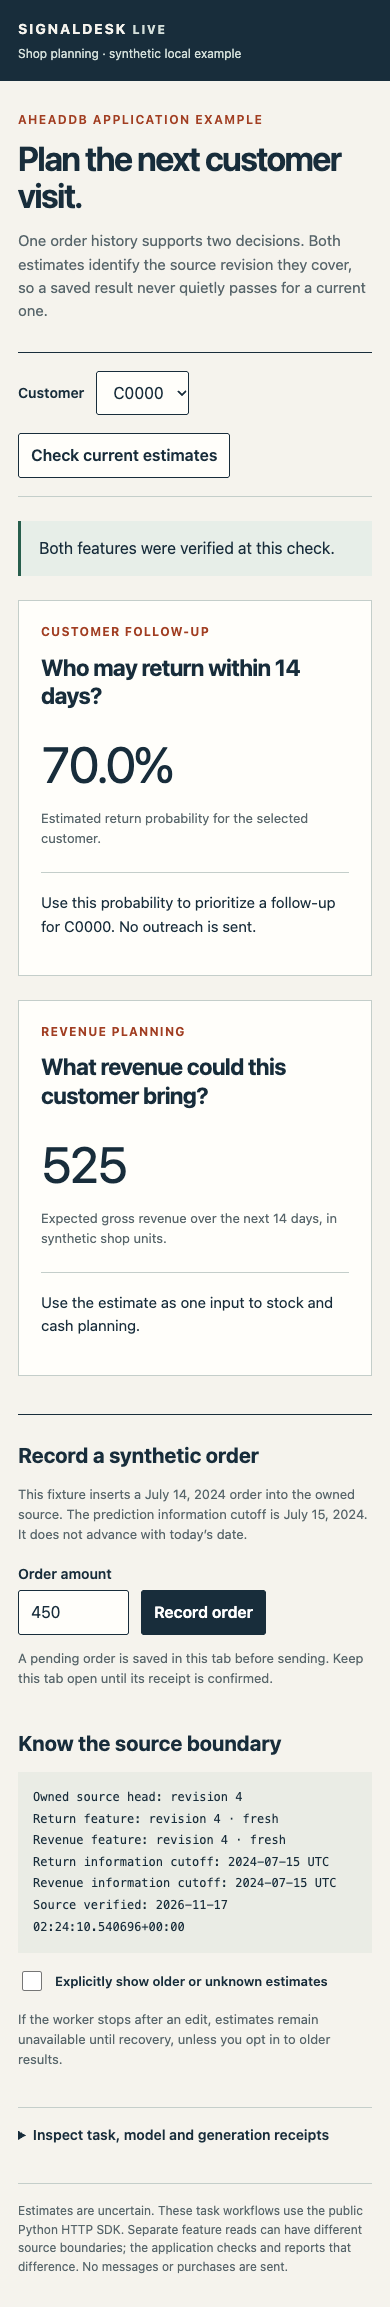 SIGNALDESK LIVE
Shop planning · synthetic local example
AHEADDB APPLICATION EXAMPLE
Plan the next customer
visit.
One order history supports two decisions. Both
estimates identify the source revision they cover,
so a saved result never quietly passes for a current
one.
Customer C0000
Check current estimates
Both features were verified at this check.
CUSTOMER FOLLOW-UP
Who may return within 14
days?
70.0%
Estimated return probability for the selected
customer.
Use this probability to prioritize a follow-up
for C0000. No outreach is sent.
REVENUE PLANNING
What revenue could this
customer bring?
525
Expected gross revenue over the next 14 days, in
synthetic shop units.
Use the estimate as one input to stock and
cash planning.
Record a synthetic order
This fixture inserts a July 14, 2024 order into the owned
source. The prediction information cutoff is July 15, 2024.
It does not advance with today's date.
Order amount
450 Record order
A pending order is saved in this tab before sending. Keep
this tab open until its receipt is confirmed.
Know the source boundary
Owned source head: revision 4
Return feature: revision 4 · fresh
Revenue feature: revision 4 · fresh
Return information cutoff: 2024-07-15 UTC
Revenue information cutoff: 2024-07-15 UTC
Source verified: 2026-11-17
02:24:10.540696+00:00
Explicitly show older or unknown estimates
If the worker stops after an edit, estimates remain
unavailable until recovery, unless you opt in to older
results.
Inspect task, model and generation receipts
Estimates are uncertain. These task workflows use the public
Python HTTP SDK. Separate feature reads can have different
source boundaries; the application checks and reports that
difference. No messages or purchases are sent.